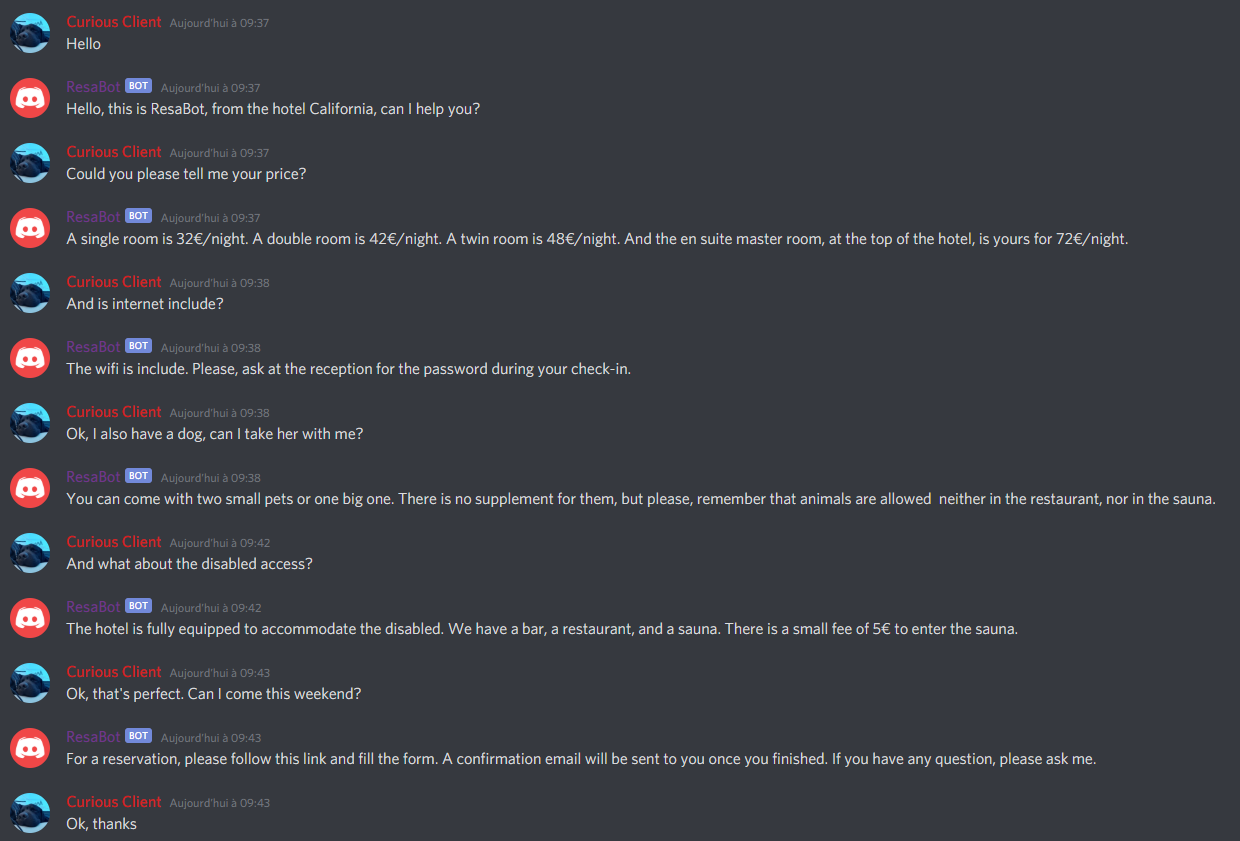 Curious Client Aujourd'hui à 09:37
Hello
ResaBot BOT Aujourd'hui à 09:37
Hello, this is ResaBot, from the hotel California, can I help you?
Curious Client Aujourd'hui à 09:37
Could you please tell me your price?
ResaBot BOT Aujourd'hui à 09:37
A single room is 32€/night. A double room is 42€/night. A twin room is 48€/night. And the en suite master room, at the top of the hotel, is yours for 72€/night.
Curious Client Aujourd'hui à 09:38
And is internet include?
ResaBot BOT Aujourd'hui à 09:38
The wifi is include. Please, ask at the reception for the password during your check-in.
Curious Client Aujourd'hui à 09:38
Ok, I also have a dog, can I take her with me?
ResaBot BOT Aujourd'hui à 09:38
You can come with two small pets or one big one. There is no supplement for them, but please, remember that animals are allowed  neither in the restaurant, nor in the sauna.
Curious Client Aujourd'hui à 09:42
And what about the disabled access?
ResaBot BOT Aujourd'hui à 09:42
The hotel is fully equipped to accommodate the disabled. We have a bar, a restaurant, and a sauna. There is a small fee of 5€ to enter the sauna.
Curious Client Aujourd'hui à 09:43
Ok, that's perfect. Can I come this weekend?
ResaBot BOT Aujourd'hui à 09:43
For a reservation, please follow this link and fill the form. A confirmation email will be sent to you once you finished. If you have any question, please ask me.
Curious Client Aujourd'hui à 09:43
Ok, thanks